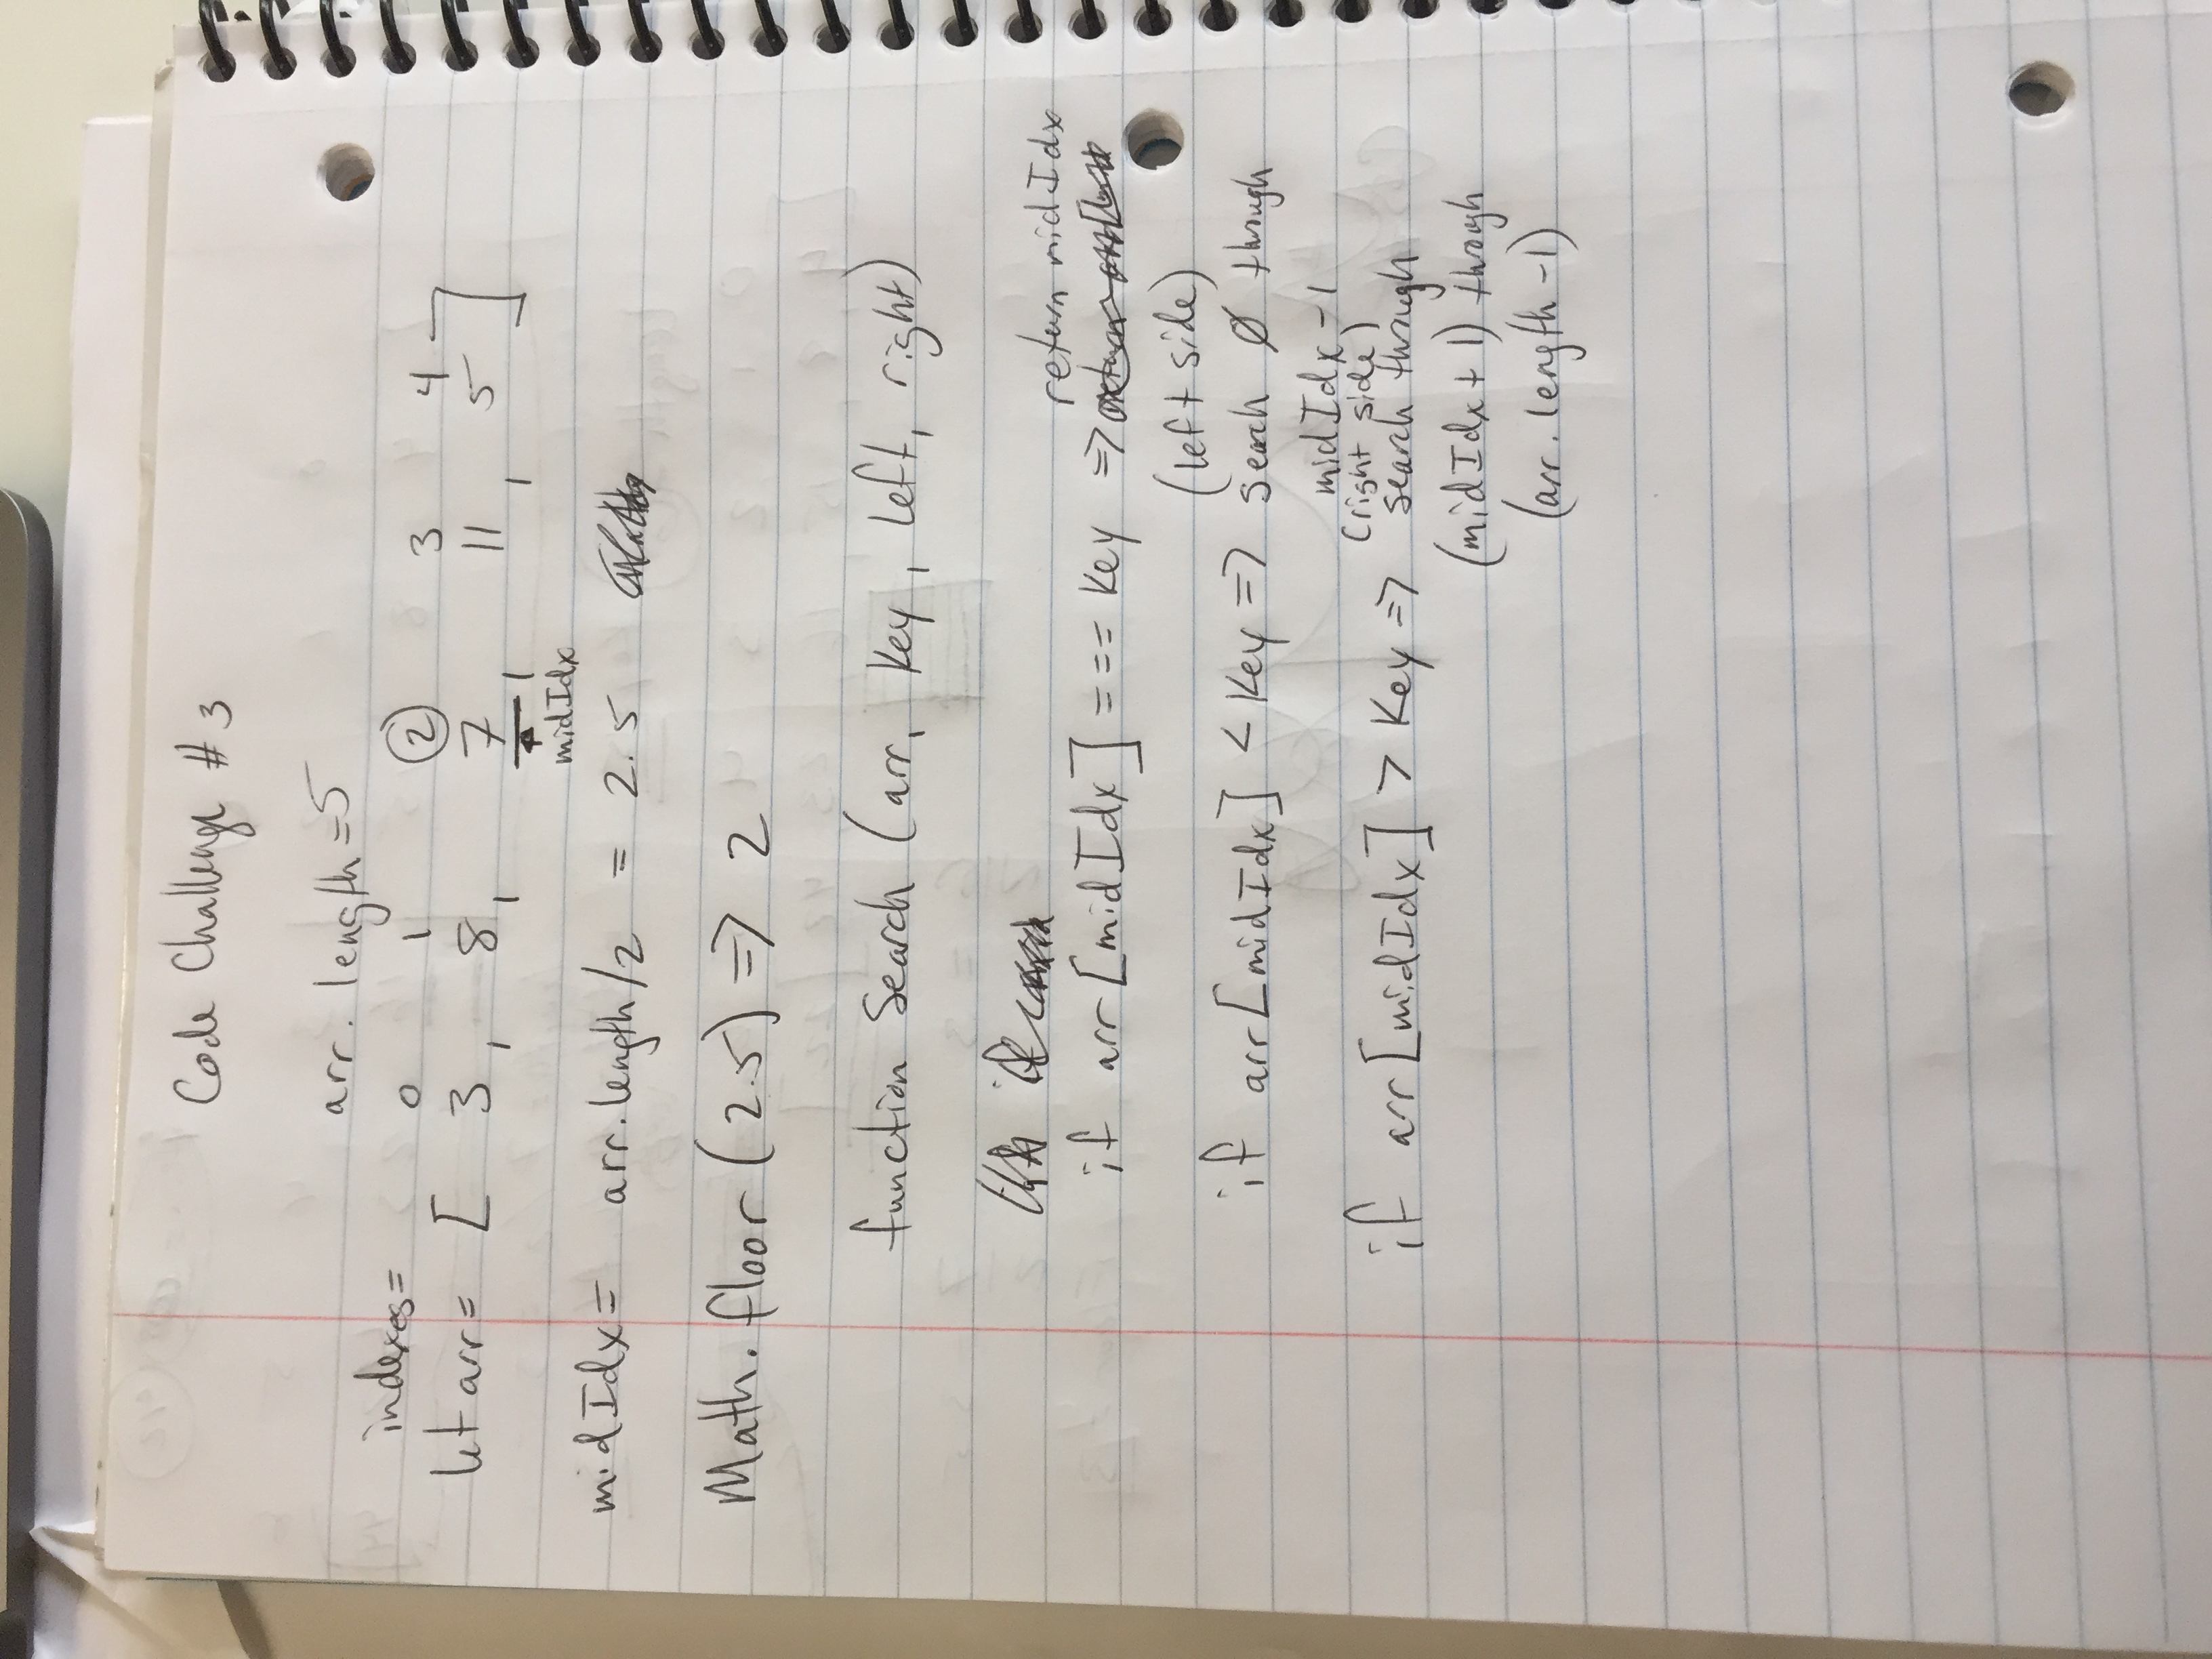 Code Challenge #3
arr. length = 5
indexes = 0 1 2 3 4
let arr = [ 3, 8, 7, 11, 5 ]
midIdx
midIdx = arr.length/2 = 2.5
Math.floor (2.5) => 2
function Search (arr, key, left, right)
return midIdx
if arr[midIdx] === key =>
(left side)
if arr[midIdx] < key => search 0 through
midIdx - 1
(right side)
if arr[midIdx] > key => search through
(midIdx + 1) through
(arr. length - 1)